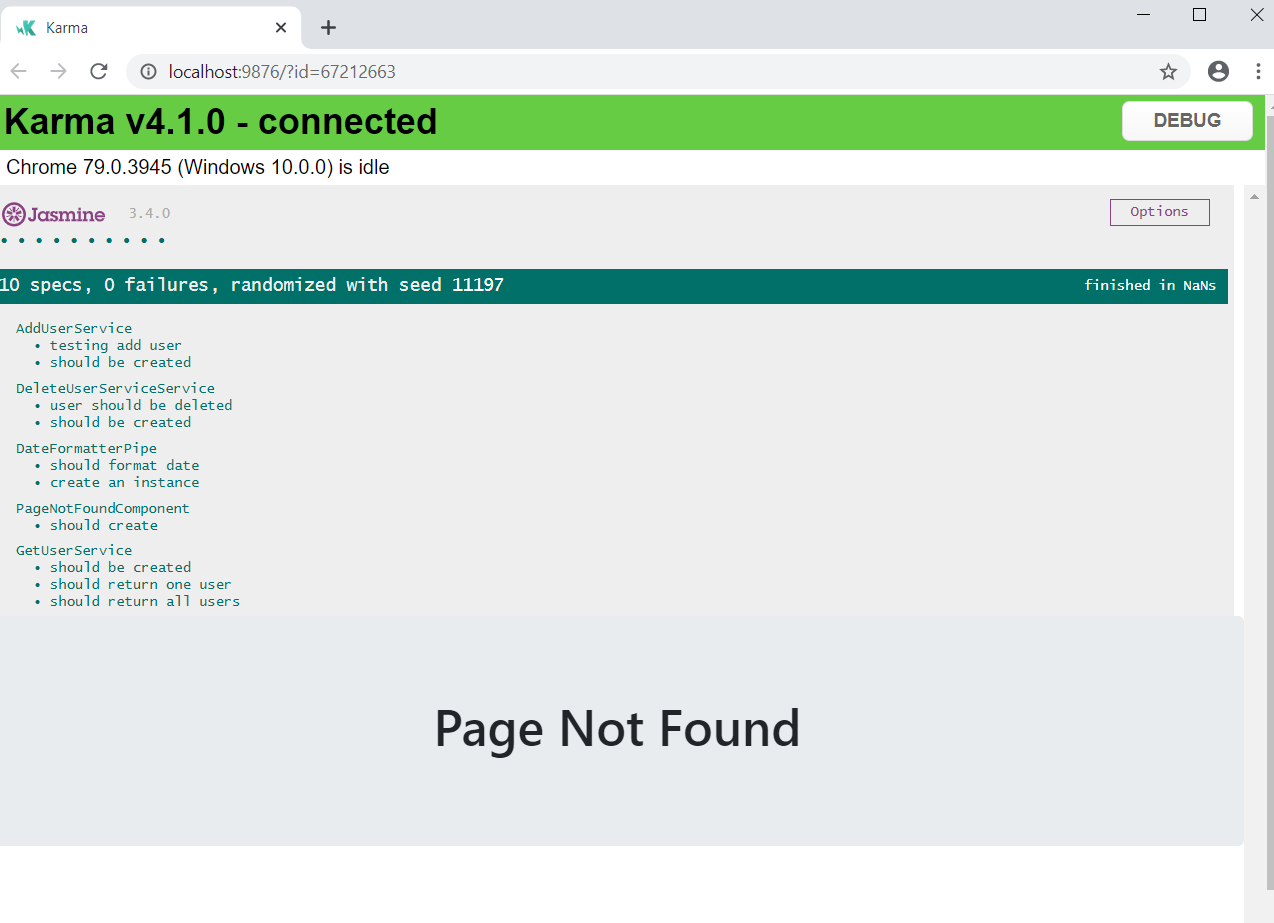 Karma
localhost:9876/?id=67212663
Karma v4.1.0 - connected
DEBUG
Chrome 79.0.3945 (Windows 10.0.0) is idle
Jasmine 3.4.0
Options
• • • • • • • • • •
10 specs, 0 failures, randomized with seed 11197
finished in NaNs
AddUserService
• testing add user
• should be created
DeleteUserServiceService
• user should be deleted
• should be created
DateFormatterPipe
• should format date
• create an instance
PageNotFoundComponent
• should create
GetUserService
• should be created
• should return one user
• should return all users
Page Not Found